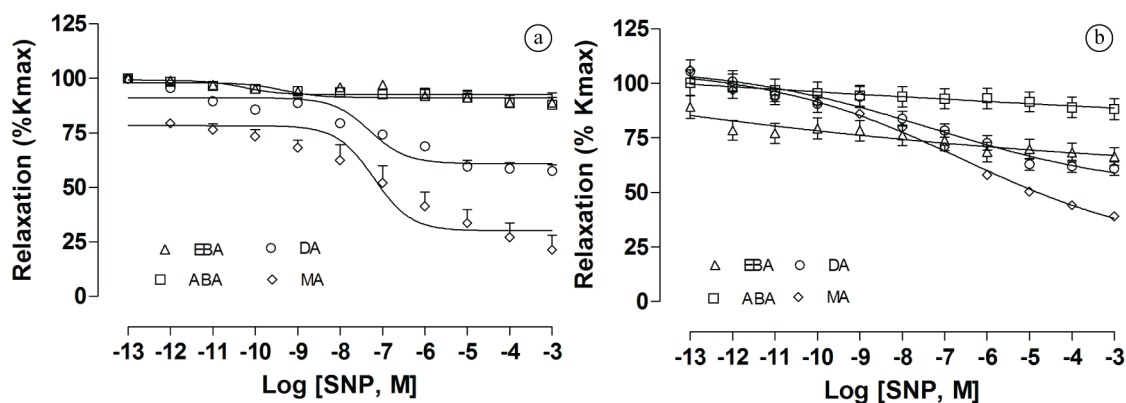 a
Relaxation (%Kmax)
125
100
75
50
25
0
EBA
DA
ABA
MA
-13 -12 -11 -10 -9 -8 -7 -6 -5 -4 -3
Log [SNP, M]
b
Relaxation (% Kmax)
125
100
75
50
25
0
EBA
DA
ABA
MA
-13 -12 -11 -10 -9 -8 -7 -6 -5 -4 -3
Log [SNP, M]